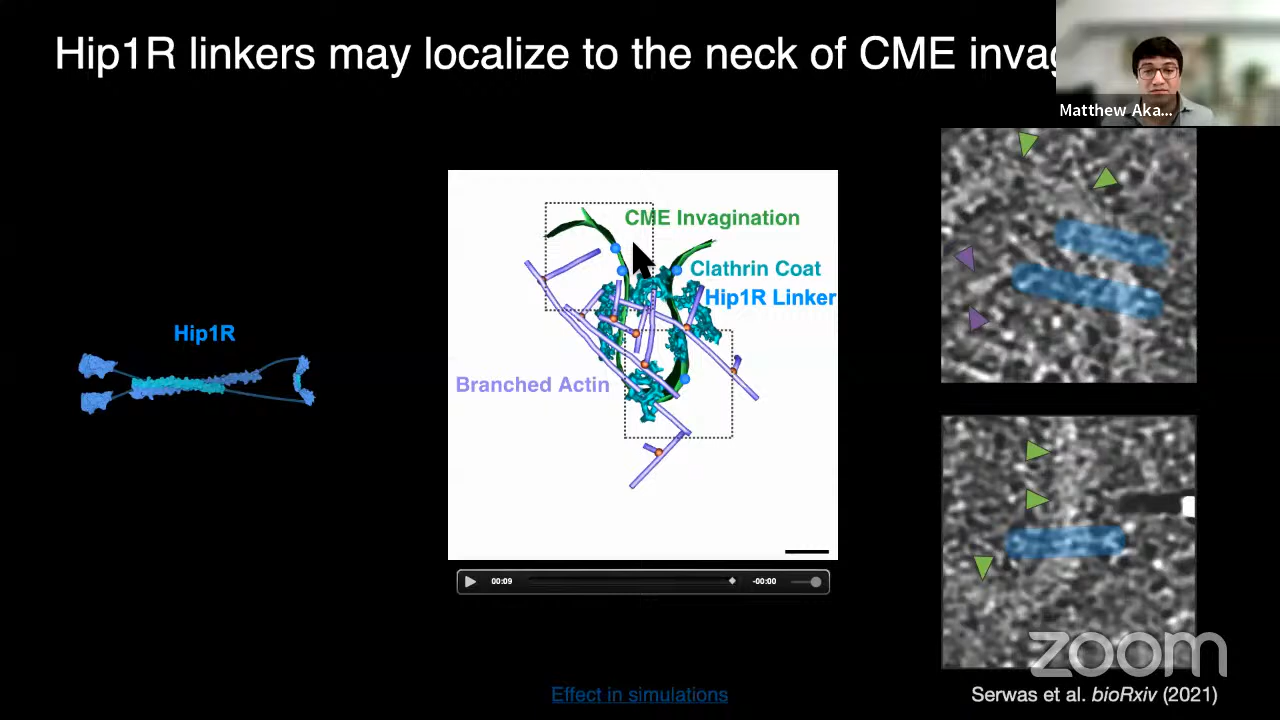 Hip1R linkers may localize to the neck of CME
Matthew Aka...
CME Invagination
Clathrin Coat
Hip1R Linker
Hip1R
Branched Actin
00:09
-00:00
zoom
Effect in simulations
Serwas et al. bioRxiv (2021)